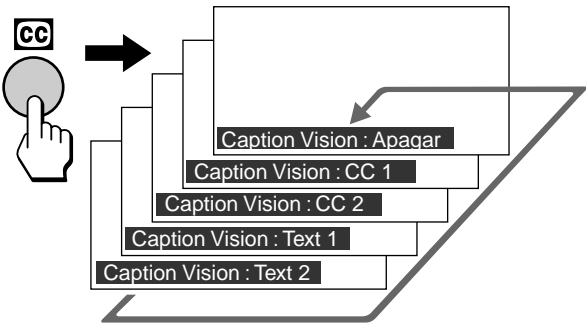 CC
Caption Vision : Apagar
Caption Vision : CC 1
Caption Vision : CC 2
Caption Vision : Text 1
Caption Vision : Text 2